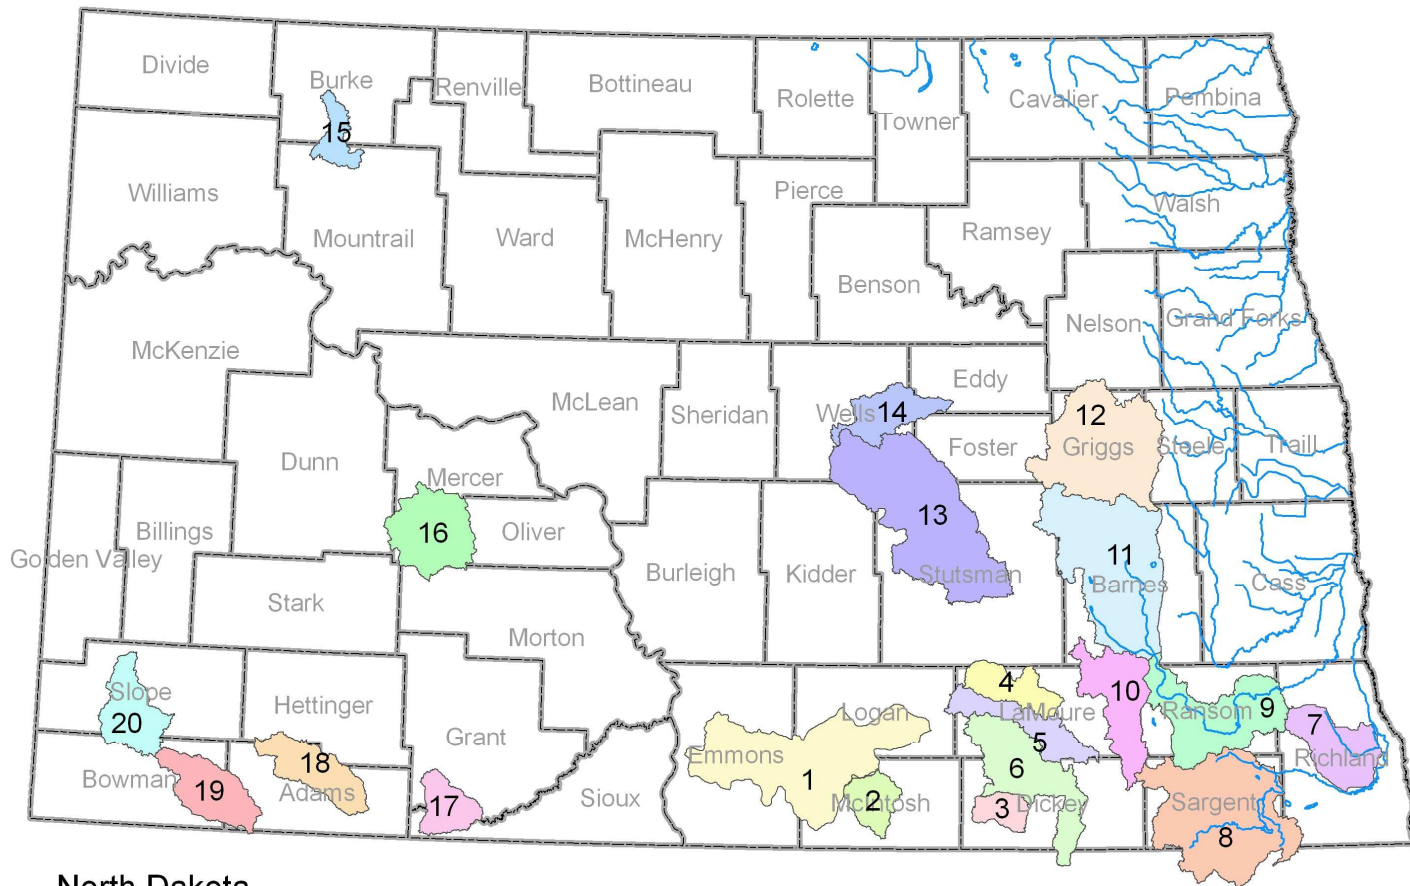 Divide
Burke
Renville
Bottineau
Rolette
Towner
Cavalier
Pembina
15
Williams
Mountrail
Ward
McHenry
Pierce
Ramsey
Walsh
Benson
McKenzie
Nelson
Grand Forks
McLean
Sheridan
Wells
14
Eddy
12
Dunn
Mercer
Foster
Griggs
Steele
Traill
Golden Valley
Billings
16
Oliver
13
11
Stark
Burleigh
Kidder
Stutsman
Barnes
Cass
Morton
Slope
20
Hettinger
Grant
Logan
4
LaMoure
10
Ransom
9
7
Emmons
5
Richland
Bowman
19
18
Adams
17
Sioux
1
McIntosh
2
6
3
Dickey
Sargent
8
North Dakota